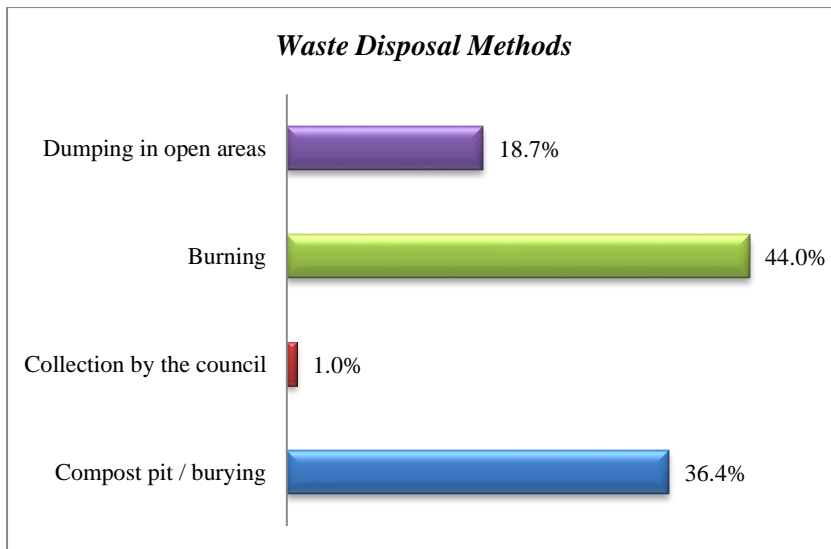 Waste Disposal Methods
Dumping in open areas 18.7%
Burning 44.0%
Collection by the council 1.0%
Compost pit / burying 36.4%